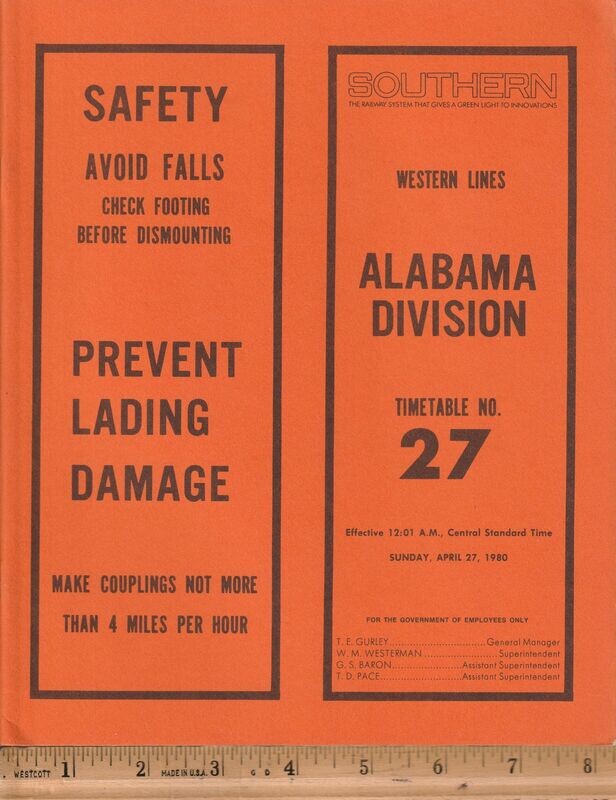 SAFETY
AVOID FALLS
CHECK FOOTING
BEFORE DISMOUNTING
PREVENT
LADING
DAMAGE
MAKE COUPLINGS NOT MORE
THAN 4 MILES PER HOUR
SOUTHERN
THE RAILWAY SYSTEM THAT GIVES A GREEN LIGHT TO INNOVATIONS
WESTERN LINES
ALABAMA
DIVISION
TIMETABLE NO.
27
Effective 12:01 A.M., Central Standard Time
SUNDAY, APRIL 27, 1980
FOR THE GOVERNMENT OF EMPLOYEES ONLY
T. E. GURLEY................................General Manager
W. M. WESTERMAN ........................Superintendent
G. S. BARON.......................Assistant Superintendent
T. D. PACE...........................Assistant Superintendent
WESTCOTT 1 2 MADE IN U.S.A. 3 G D 4 5 6 7 8